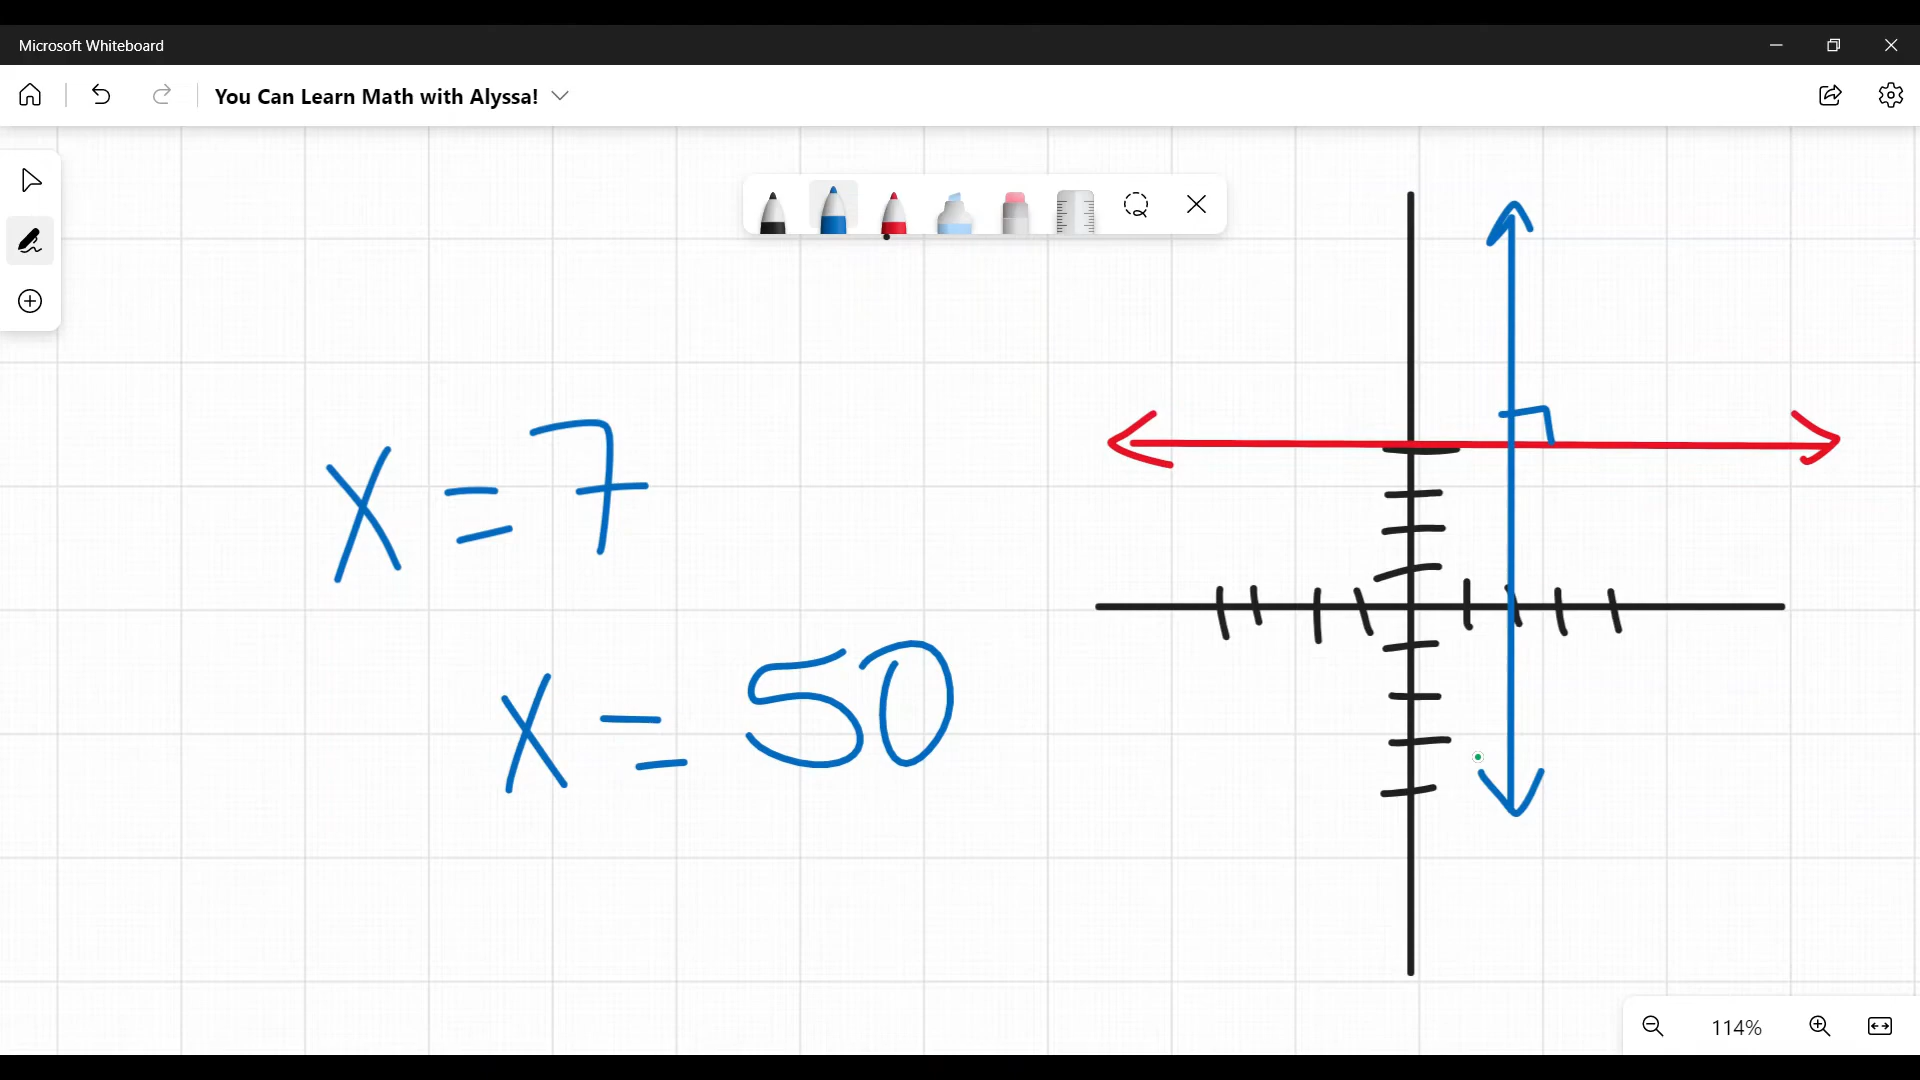 Microsoft Whiteboard
You Can Learn Math with Alyssa!
x = 7
x = 50
114%